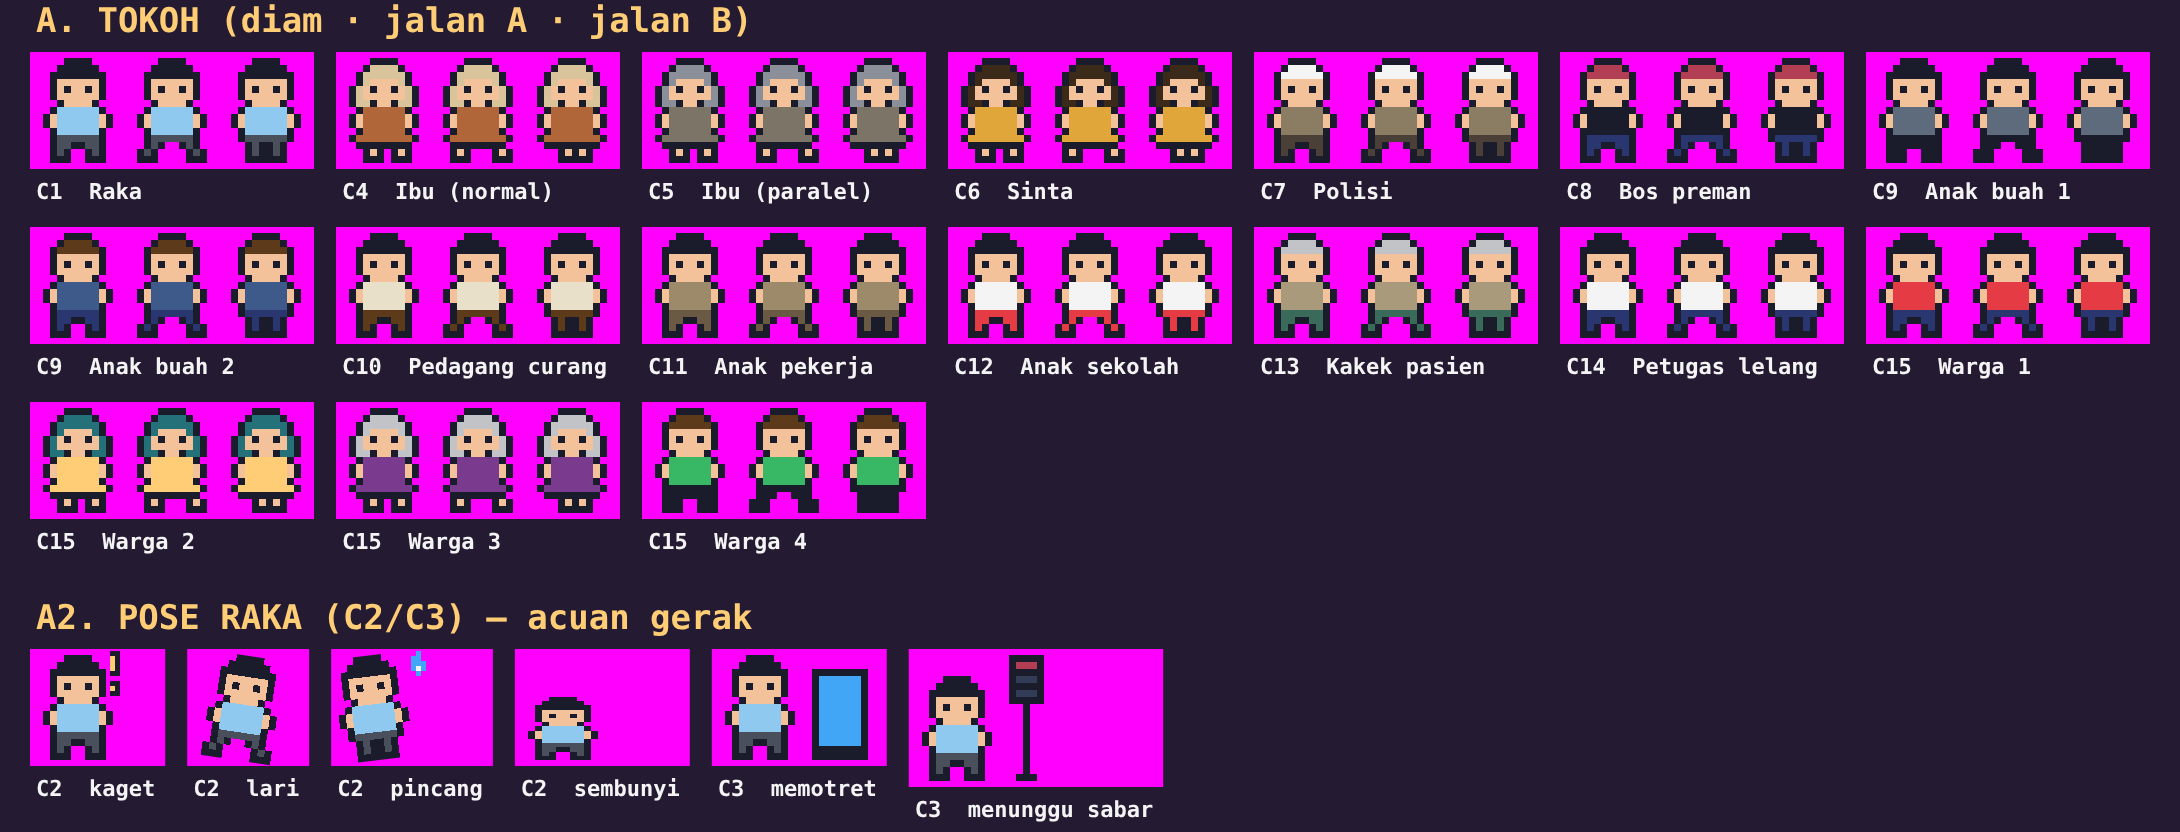 A. TOKOH (diam · jalan A · jalan B)
C1 Raka
C4 Ibu (normal)
C5 Ibu (paralel)
C6 Sinta
C7 Polisi
C8 Bos preman
C9 Anak buah 1
C9 Anak buah 2
C10 Pedagang curang
C11 Anak pekerja
C12 Anak sekolah
C13 Kakek pasien
C14 Petugas lelang
C15 Warga 1
C15 Warga 2
C15 Warga 3
C15 Warga 4
A2. POSE RAKA (C2/C3) — acuan gerak
C2 kaget
C2 lari
C2 pincang
C2 sembunyi
C3 memotret
C3 menunggu sabar